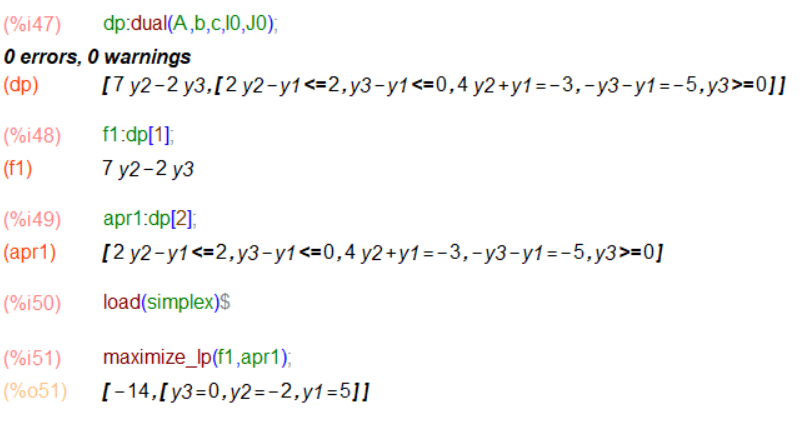 (%i47) dp:dual(A,b,c,I0,J0);
0 errors, 0 warnings
(dp) [7 y2−2 y3,[2 y2−y1<=2,y3−y1<=0,4 y2+y1=−3,−y3−y1=−5,y3>=0]]
(%i48) f1:dp[1];
(f1) 7 y2−2 y3
(%i49) apr1:dp[2];
(apr1) [2 y2−y1<=2,y3−y1<=0,4 y2+y1=−3,−y3−y1=−5,y3>=0]
(%i50) load(simplex)$
(%i51) maximize_lp(f1,apr1);
(%o51) [−14,[y3=0,y2=−2,y1=5]]